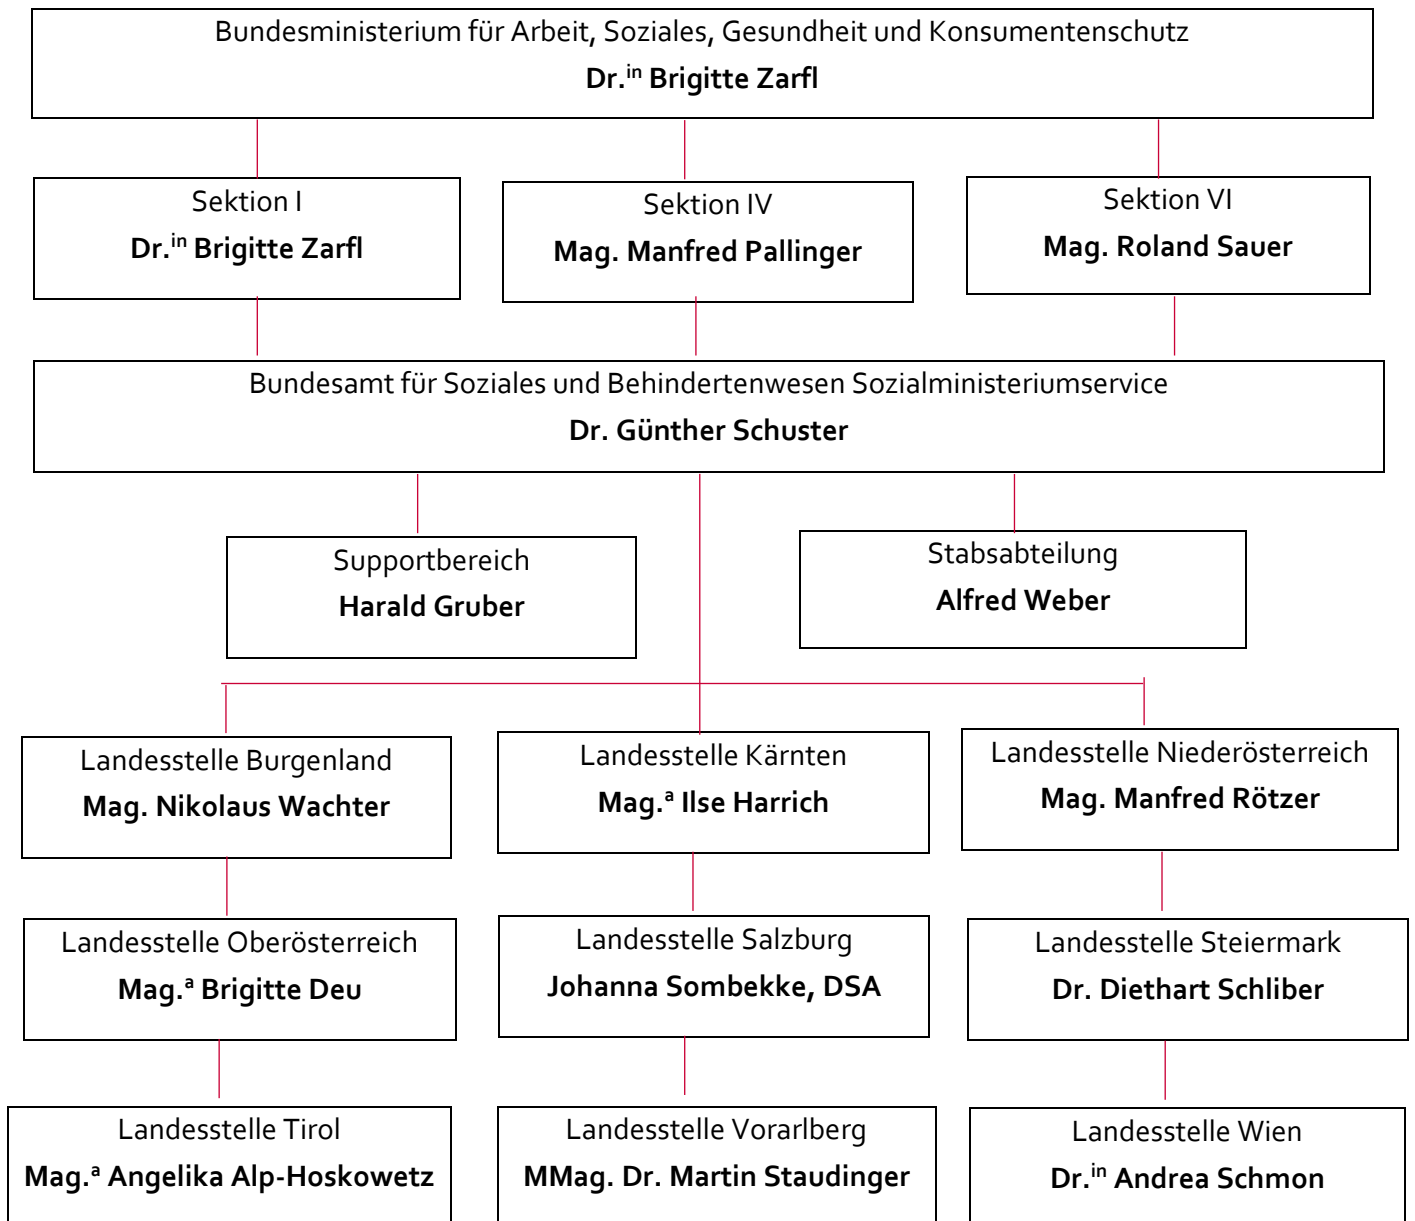 Bundesministerium für Arbeit, Soziales, Gesundheit und Konsumentenschutz
Dr.in Brigitte Zarfl
Sektion I
Dr.in Brigitte Zarfl
Sektion IV
Mag. Manfred Pallinger
Sektion VI
Mag. Roland Sauer
Bundesamt für Soziales und Behindertenwesen Sozialministeriumservice
Dr. Günther Schuster
Supportbereich
Harald Gruber
Stabsabteilung
Alfred Weber
Landesstelle Burgenland
Mag. Nikolaus Wachter
Landesstelle Kärnten
Mag.a Ilse Harrich
Landesstelle Niederösterreich
Mag. Manfred Rötzer
Landesstelle Oberösterreich
Mag.a Brigitte Deu
Landesstelle Salzburg
Johanna Sombekke, DSA
Landesstelle Steiermark
Dr. Diethart Schliber
Landesstelle Tirol
Mag.a Angelika Alp-Hoskowetz
Landesstelle Vorarlberg
MMag. Dr. Martin Staudinger
Landesstelle Wien
Dr.in Andrea Schmon